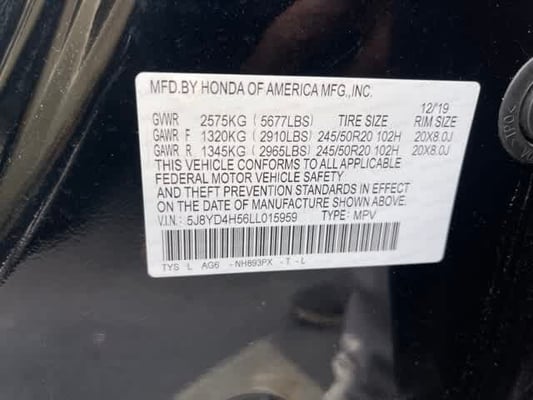 MFD.BY HONDA OF AMERICA MFG.,INC.
12/'19
GVWR 2575KG (5677LBS) TIRE SIZE RIM SIZE
GAWR F 1320KG (2910LBS) 245/50R20 102H 20X8.0J
GAWR R 1345KG (2965LBS) 245/50R20 102H 20X8.0J
THIS VEHICLE CONFORMS TO ALL APPLICABLE
FEDERAL MOTOR VEHICLE SAFETY
AND THEFT PREVENTION STANDARDS IN EFFECT
ON THE DATE OF MANUFACTURE SHOWN ABOVE.
V.I.N.: 5J8YD4H56LL015959 TYPE: MPV
TYS L AG6 -NH893PX -T-L